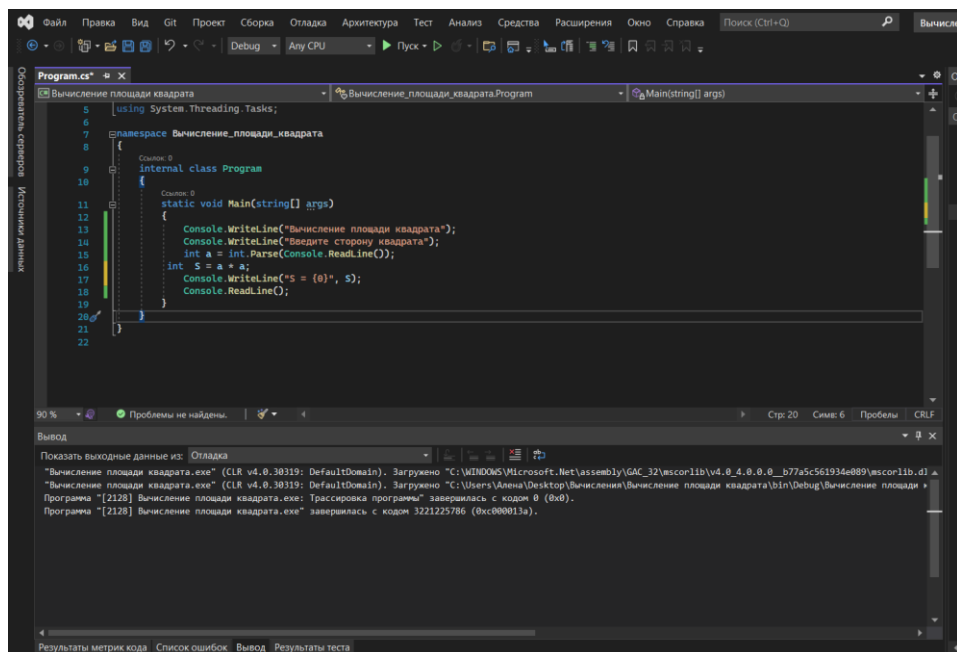 Файл Правка Вид Git Проект Сборка Отладка Архитектура Тест Анализ Средства Расширения Окно Справка Поиск (Ctrl+Q) Вычисле
Debug Any CPU Пуск
Обозреватель серверов
Источники данных
Program.cs*
Вычисление площади квадрата Вычисление_площади_квадрата.Program Main(string[] args)
5 using System.Threading.Tasks;
6
7 namespace Вычисление_площади_квадрата
8 {
Ссылок: 0
9 internal class Program
10 {
Ссылок: 0
11 static void Main(string[] args)
12 {
13 Console.WriteLine("Вычисление площади квадрата");
14 Console.WriteLine("Введите сторону квадрата");
15 int a = int.Parse(Console.ReadLine());
16 int S = a * a;
17 Console.WriteLine("S = {0}", S);
18 Console.ReadLine();
19 }
20 }
21 }
22
90 % Проблемы не найдены. Стр: 20 Симв: 6 Пробелы CRLF
Вывод
Показать выходные данные из: Отладка
"Вычисление площади квадрата.exe" (CLR v4.0.30319: DefaultDomain). Загружено "C:\WINDOWS\Microsoft.Net\assembly\GAC_32\mscorlib\v4.0_4.0.0.0__b77a5c561934e089\mscorlib.dl
"Вычисление площади квадрата.exe" (CLR v4.0.30319: DefaultDomain). Загружено "C:\Users\Алена\Desktop\Вычисления\Вычисление площади квадрата\bin\Debug\Вычисление площади
Программа "[2128] Вычисление площади квадрата.exe: Трассировка программы" завершилась с кодом 0 (0x0).
Программа "[2128] Вычисление площади квадрата.exe" завершилась с кодом 3221225786 (0xc000013a).
Результаты метрик кода Список ошибок Вывод Результаты теста